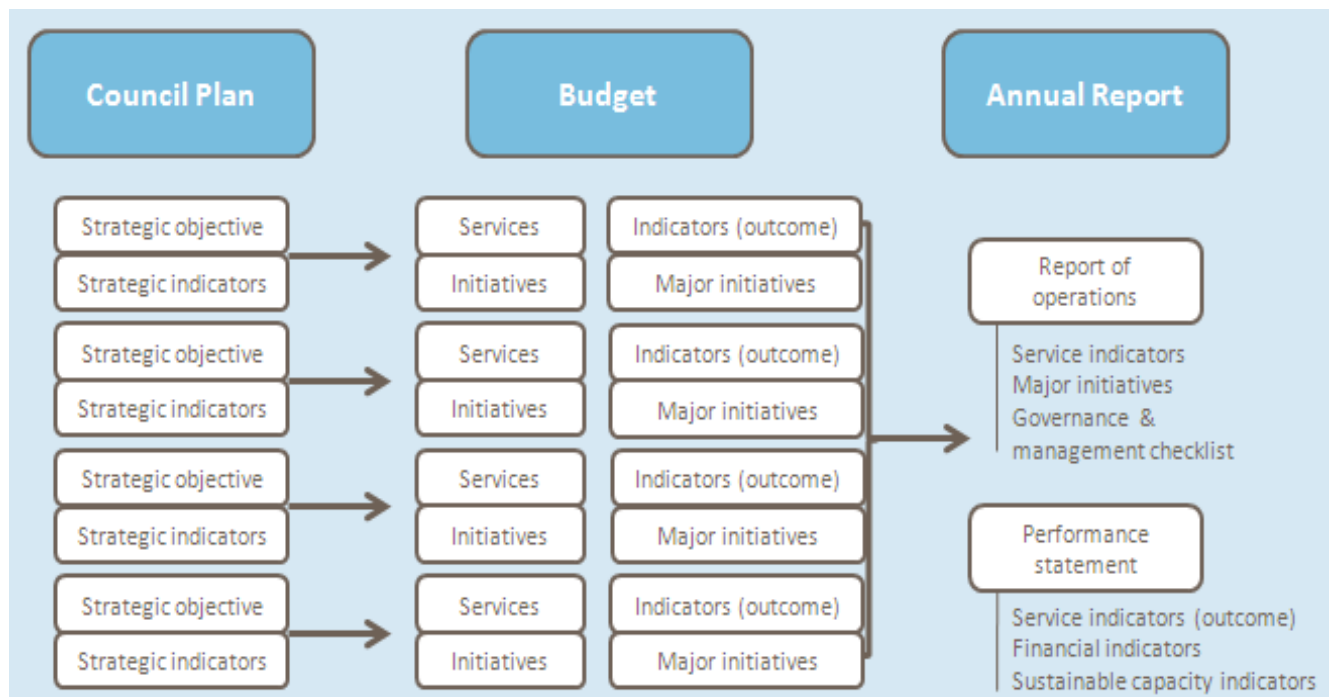 Council Plan
Budget
Annual Report
Strategic objective
Strategic indicators
Services
Initiatives
Indicators (outcome)
Major initiatives
Strategic objective
Strategic indicators
Services
Initiatives
Indicators (outcome)
Major initiatives
Strategic objective
Strategic indicators
Services
Initiatives
Indicators (outcome)
Major initiatives
Strategic objective
Strategic indicators
Services
Initiatives
Indicators (outcome)
Major initiatives
Report of
operations
Service indicators
Major initiatives
Governance &
management checklist
Performance
statement
Service indicators (outcome)
Financial indicators
Sustainable capacity indicators